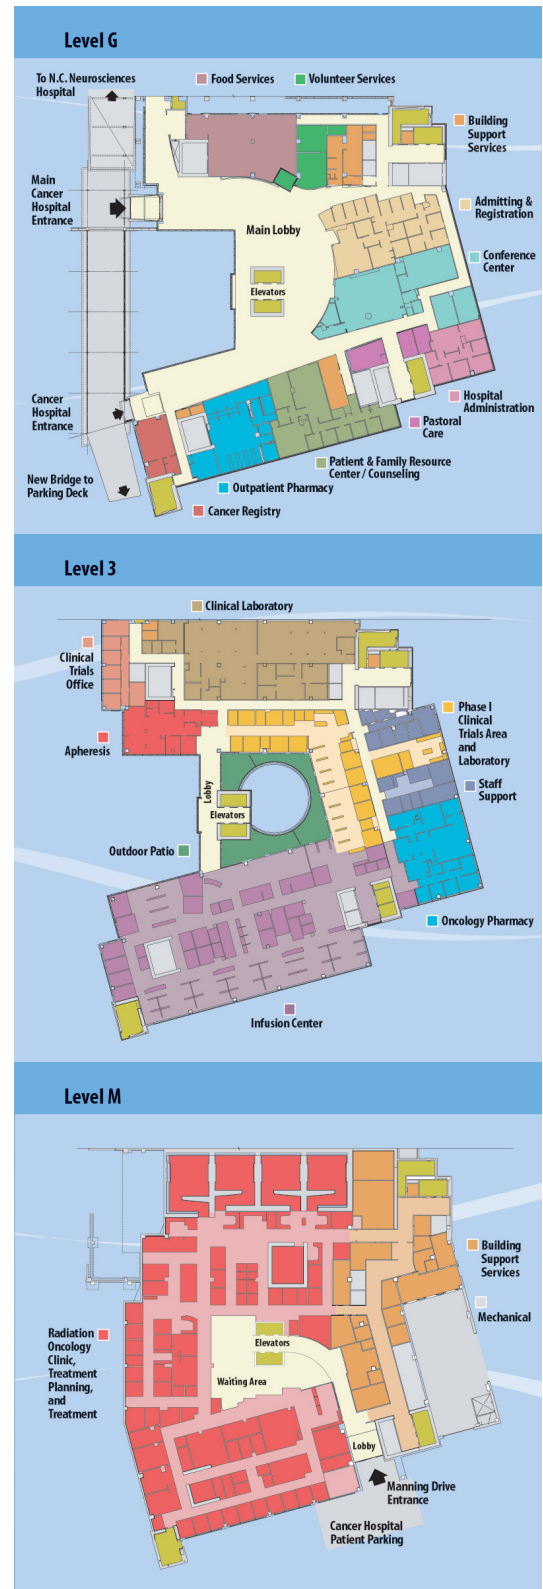 Level G
To N.C. Neurosciences
Hospital
Food Services
Volunteer Services
Building
Support
Services
Main
Cancer
Hospital
Entrance
Admitting &
Registration
Main Lobby
Conference
Center
Elevators
Cancer
Hospital
Entrance
Hospital
Administration
Pastoral
Care
New Bridge to
Parking Deck
Patient & Family Resource
Center / Counseling
Outpatient Pharmacy
Cancer Registry
Level 3
Clinical Laboratory
Clinical
Trials
Office
Phase I
Clinical
Trials Area
and
Laboratory
Apheresis
Staff
Support
Lobby
Elevators
Outdoor Patio
Oncology Pharmacy
Infusion Center
Level M
Building
Support
Services
Mechanical
Radiation
Oncology
Clinic,
Treatment
Planning,
and
Treatment
Elevators
Waiting Area
Lobby
Manning Drive
Entrance
Cancer Hospital
Patient Parking